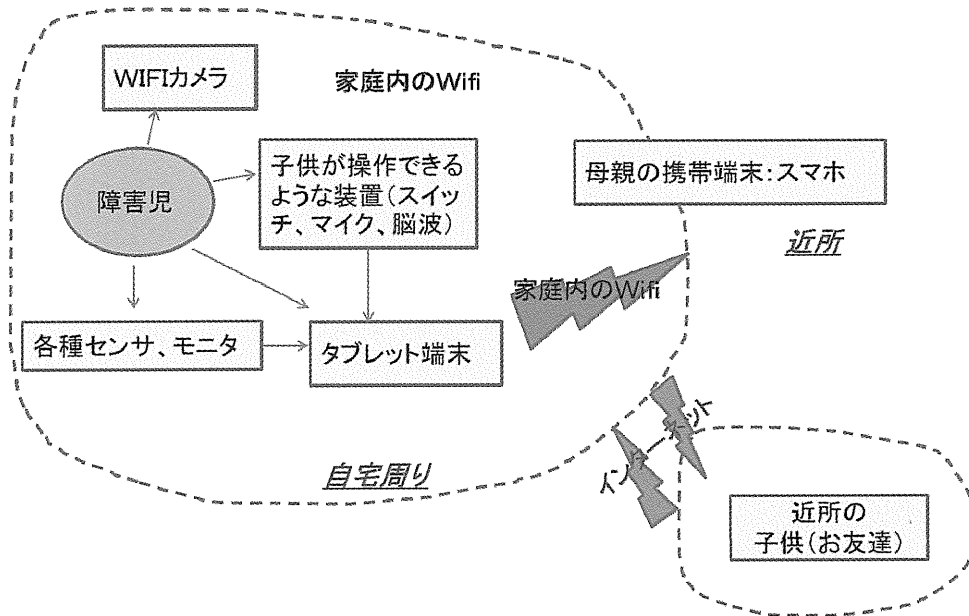 WIFIカメラ
家庭内のWifi
障害児
子供が操作できる
ような装置(スイッ
チ、マイク、脳波)
母親の携帯端末:スマホ
近所
家庭内のWifi
各種センサ、モニタ
タブレット端末
インターネット
自宅周り
近所の
子供(お友達)